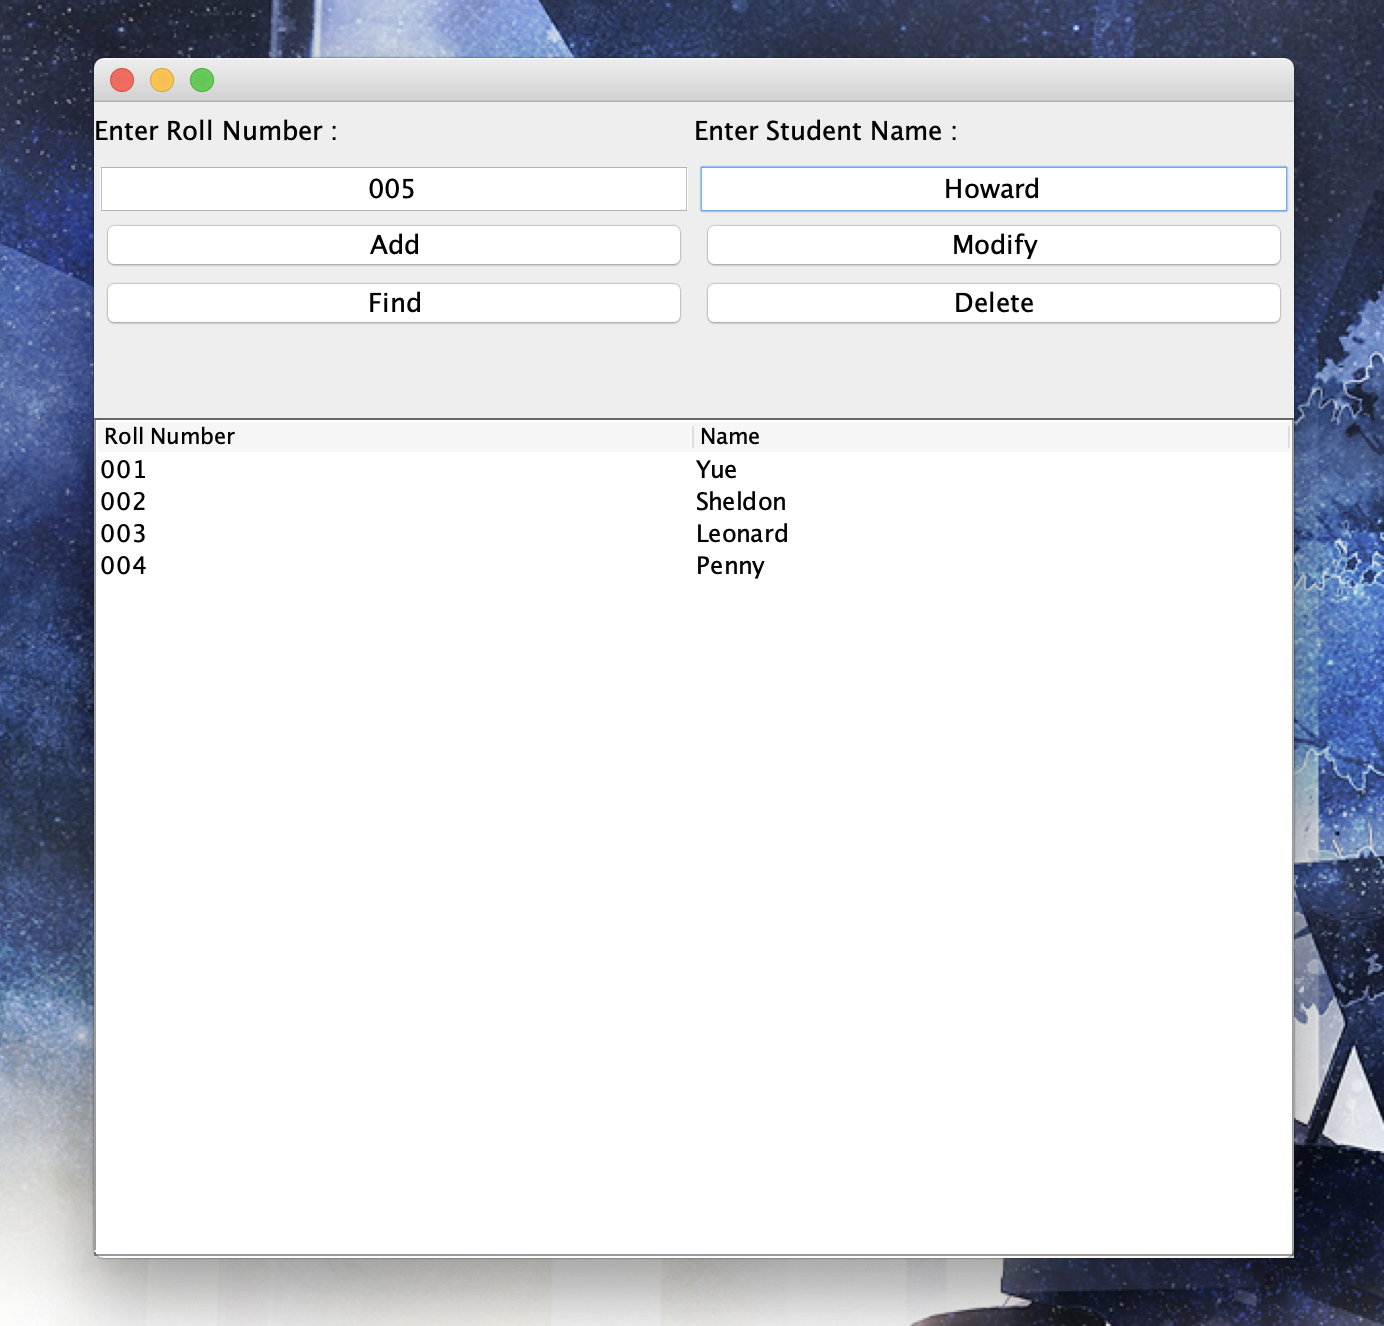 Enter Roll Number : Enter Student Name :
005 Howard
Add Modify
Find Delete
Roll Number Name
001 Yue
002 Sheldon
003 Leonard
004 Penny